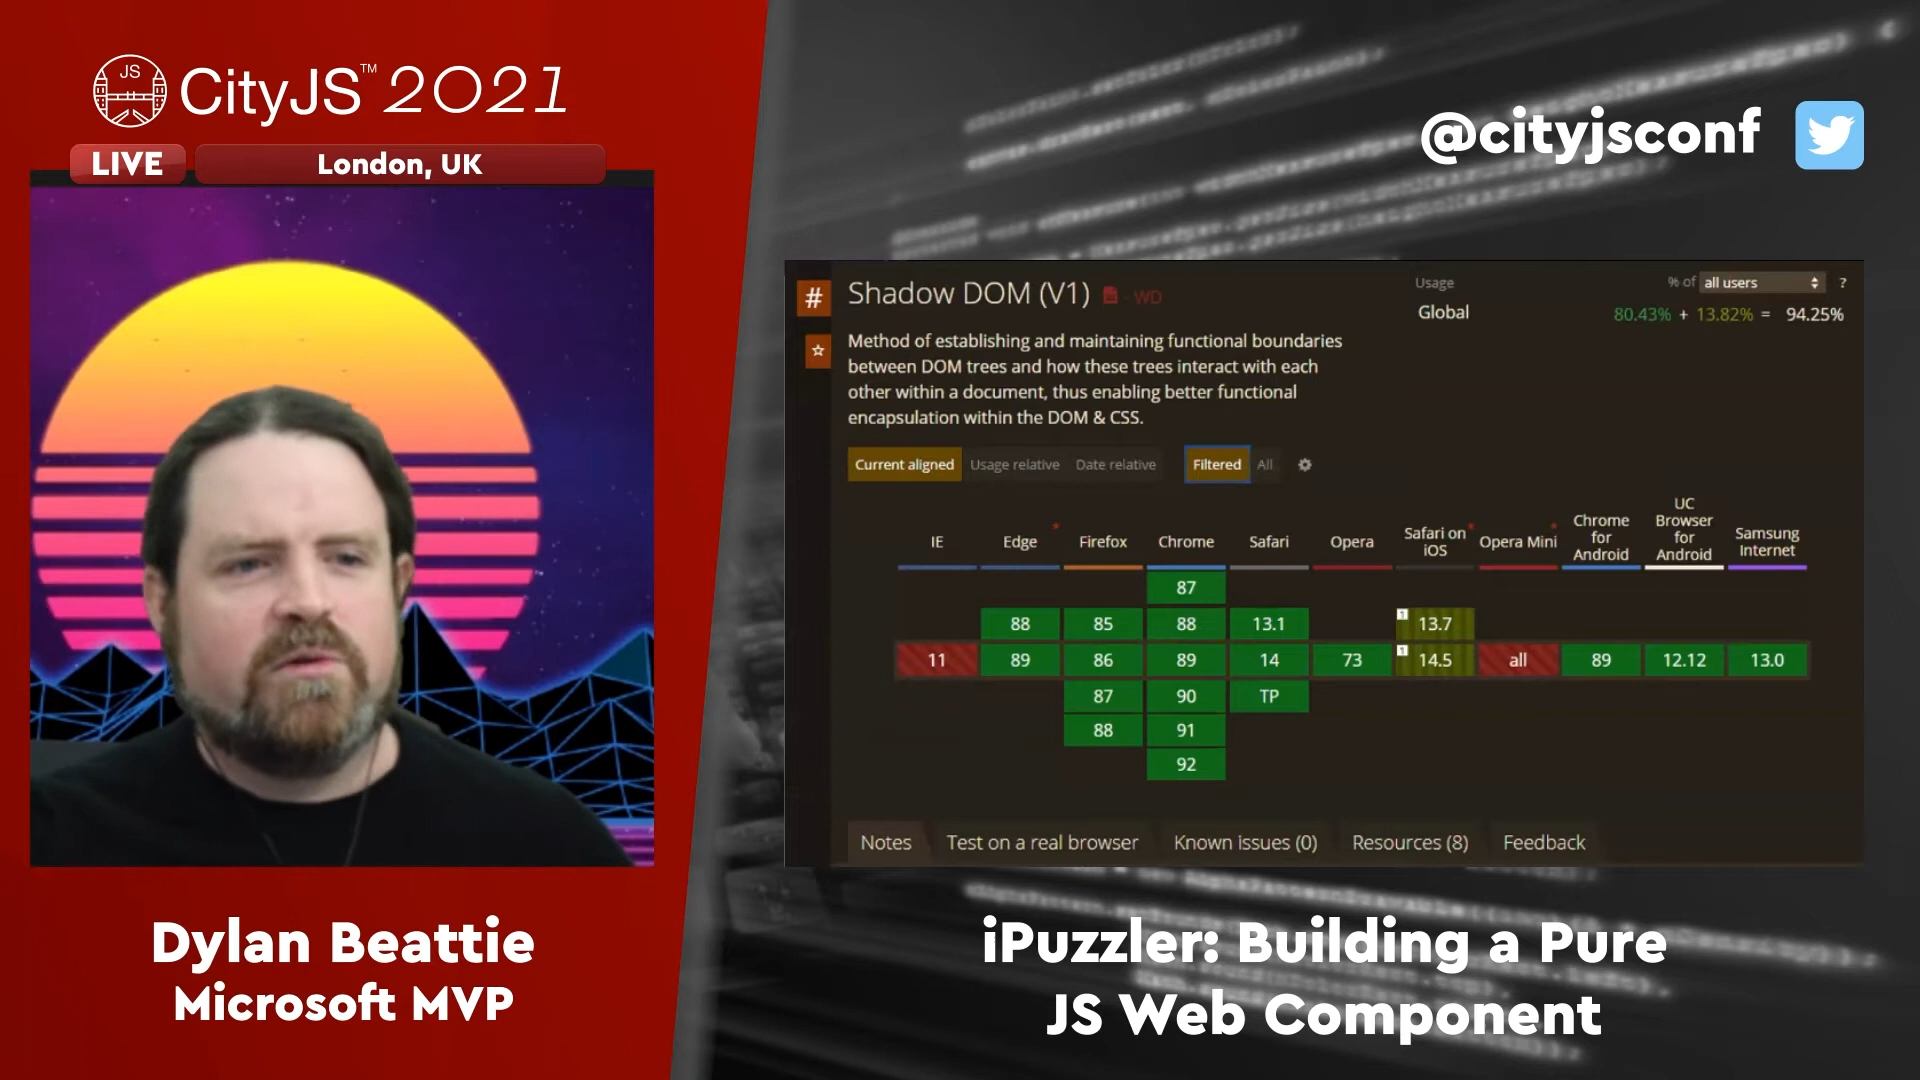 JS
CityJS™ 2021
LIVE
London, UK
@cityjsconf
#
Shadow DOM (V1) - WD
Usage
% of all users ?
Global
80.43% + 13.82% = 94.25%
Method of establishing and maintaining functional boundaries
between DOM trees and how these trees interact with each
other within a document, thus enabling better functional
encapsulation within the DOM & CSS.
Current aligned Usage relative Date relative Filtered All
IE Edge * Firefox Chrome Safari Opera Safari on iOS * Opera Mini * Chrome for Android UC Browser for Android Samsung Internet
87
88 85 88 13.1 1 13.7
11 89 86 89 14 73 1 14.5 all 89 12.12 13.0
87 90 TP
88 91
92
Notes Test on a real browser Known issues (0) Resources (8) Feedback
Dylan Beattie
Microsoft MVP
iPuzzler: Building a Pure
JS Web Component